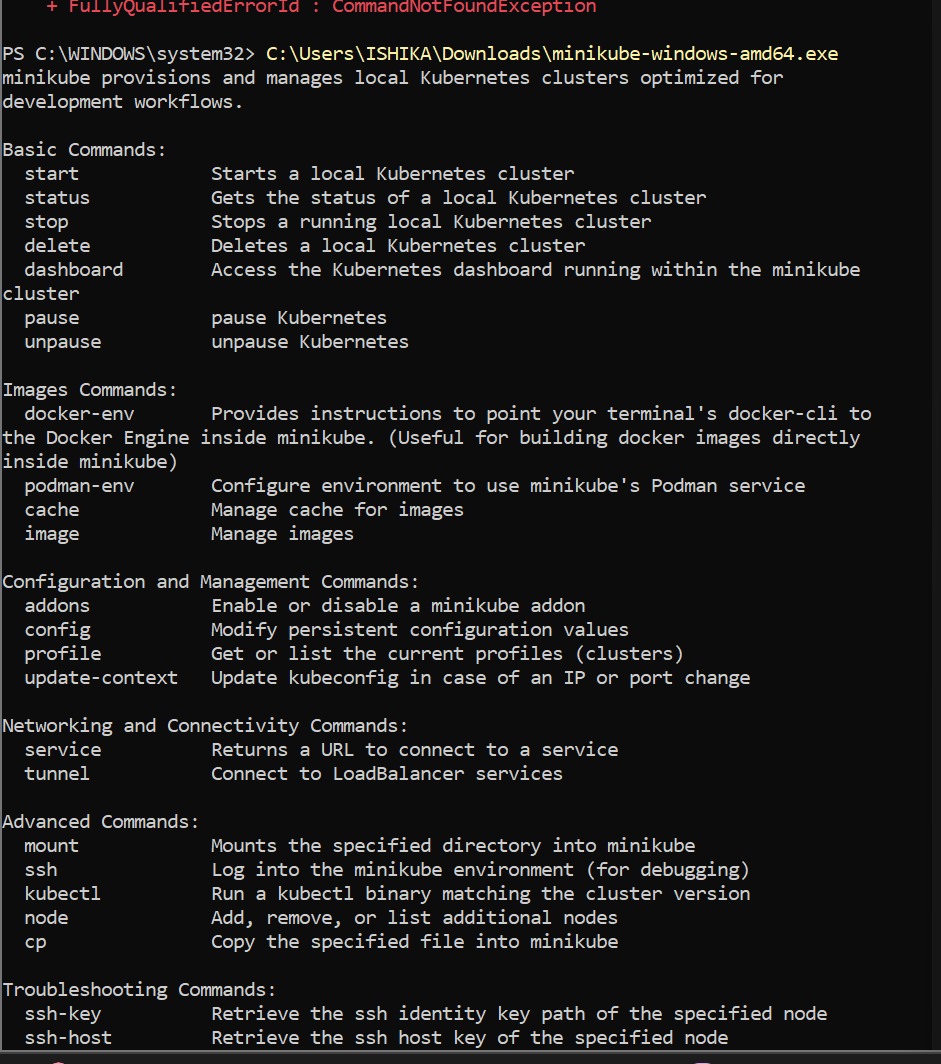 + FullyQualifiedErrorId : CommandNotFoundException
PS C:\WINDOWS\system32> C:\Users\ISHIKA\Downloads\minikube-windows-amd64.exe
minikube provisions and manages local Kubernetes clusters optimized for
development workflows.
Basic Commands:
start Starts a local Kubernetes cluster
status Gets the status of a local Kubernetes cluster
stop Stops a running local Kubernetes cluster
delete Deletes a local Kubernetes cluster
dashboard Access the Kubernetes dashboard running within the minikube
cluster
pause pause Kubernetes
unpause unpause Kubernetes
Images Commands:
docker-env Provides instructions to point your terminal's docker-cli to
the Docker Engine inside minikube. (Useful for building docker images directly
inside minikube)
podman-env Configure environment to use minikube's Podman service
cache Manage cache for images
image Manage images
Configuration and Management Commands:
addons Enable or disable a minikube addon
config Modify persistent configuration values
profile Get or list the current profiles (clusters)
update-context Update kubeconfig in case of an IP or port change
Networking and Connectivity Commands:
service Returns a URL to connect to a service
tunnel Connect to LoadBalancer services
Advanced Commands:
mount Mounts the specified directory into minikube
ssh Log into the minikube environment (for debugging)
kubectl Run a kubectl binary matching the cluster version
node Add, remove, or list additional nodes
cp Copy the specified file into minikube
Troubleshooting Commands:
ssh-key Retrieve the ssh identity key path of the specified node
ssh-host Retrieve the ssh host key of the specified node